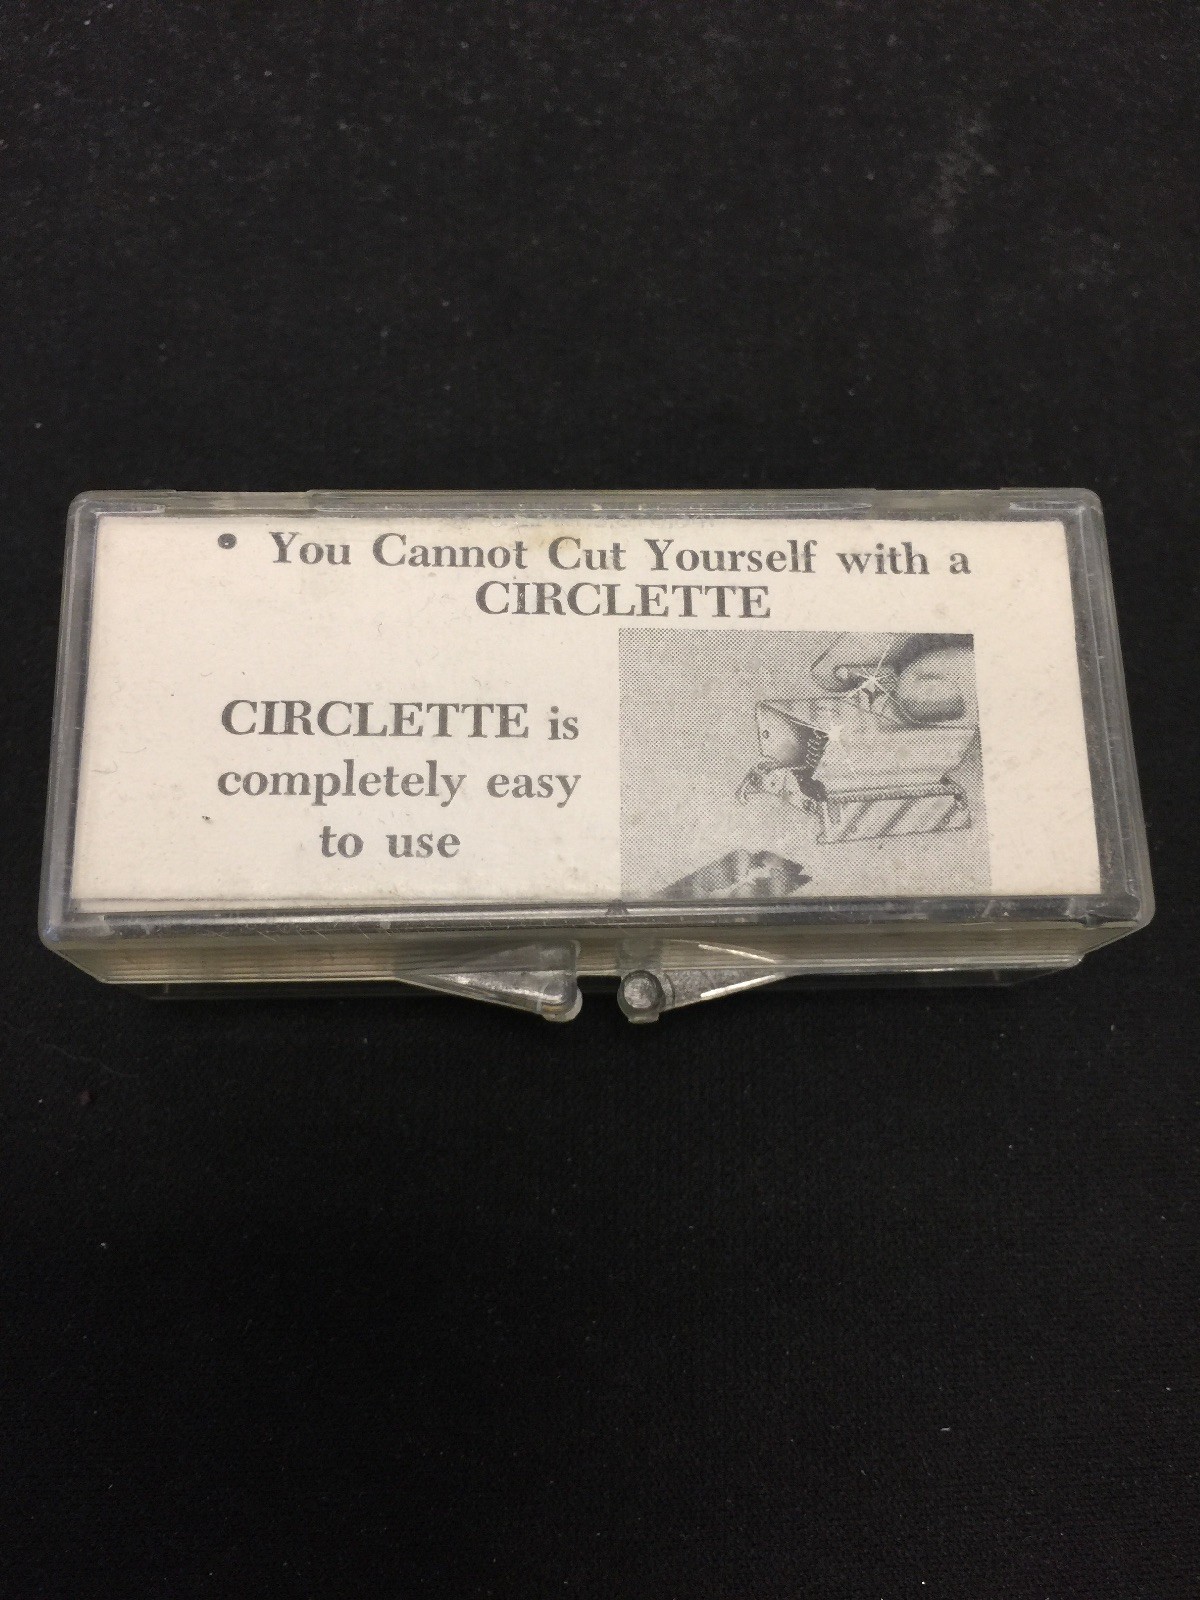 • You Cannot Cut Yourself with a
CIRCLETTE
CIRCLETTE is
completely easy
to use